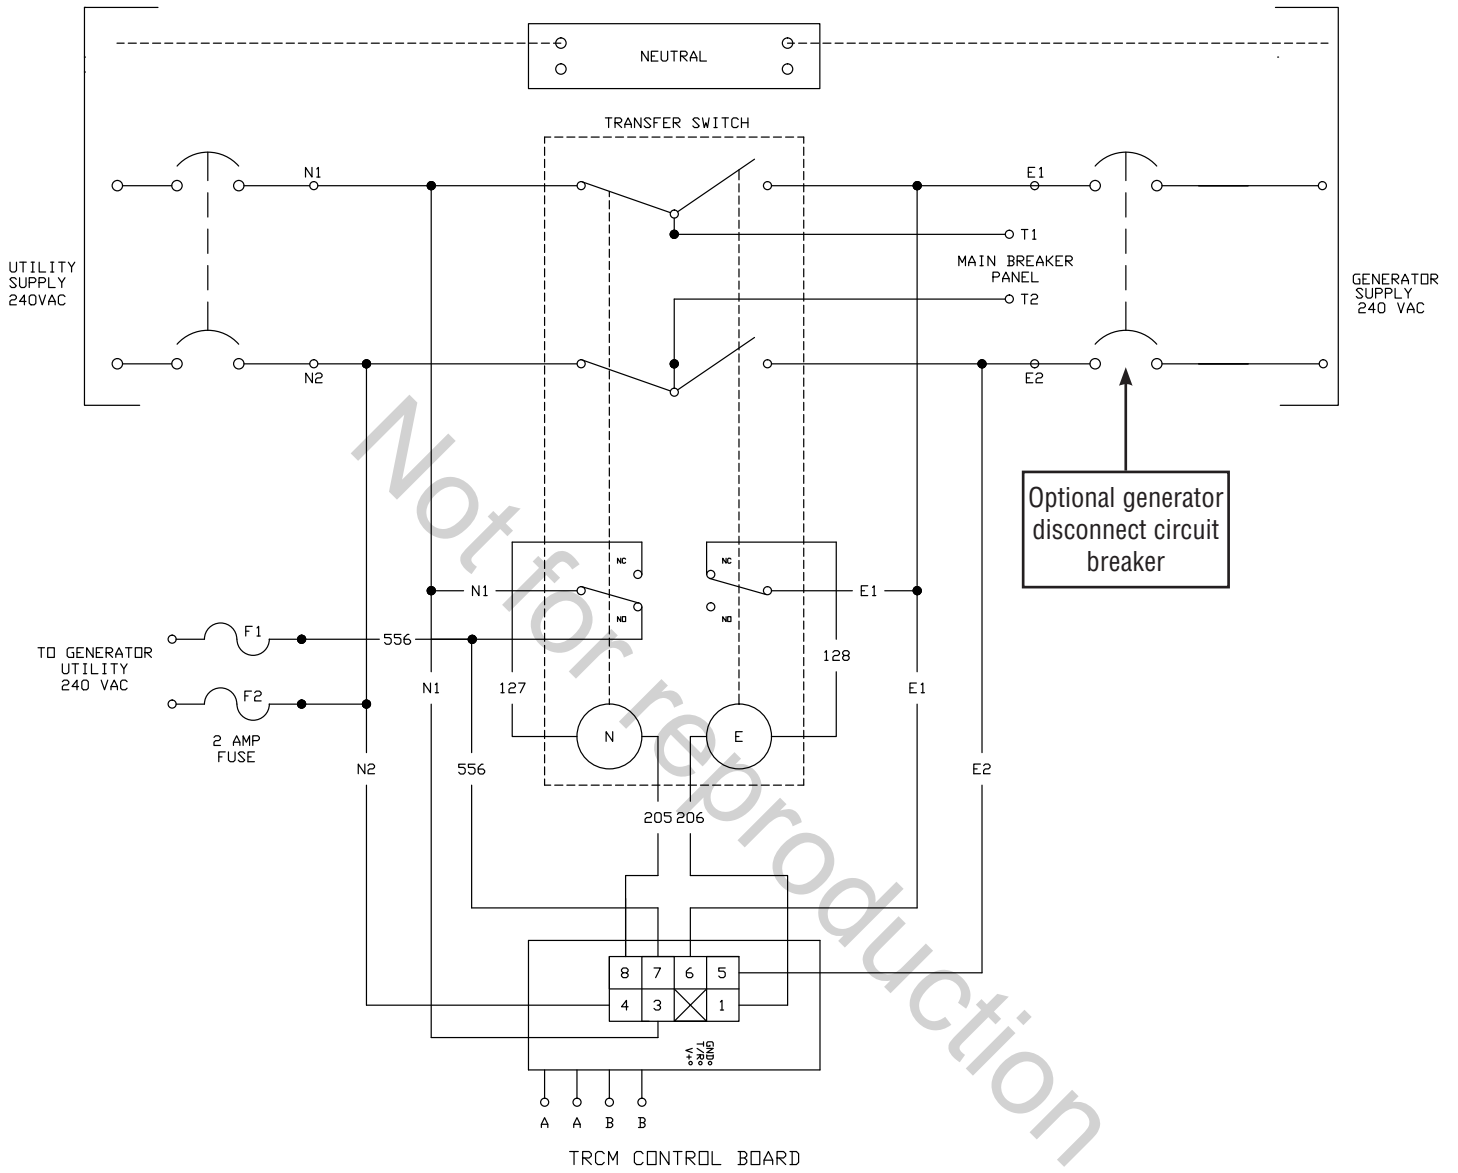 NEUTRAL
TRANSFER SWITCH
N1
E1
T1
MAIN BREAKER
PANEL
T2
UTILITY
SUPPLY
240VAC
GENERATOR
SUPPLY
240 VAC
N2
E2
Optional generator
disconnect circuit
breaker
NC
NC
N1
E1
NO
NO
F1
556
TO GENERATOR
UTILITY
240 VAC
128
N1
127
E1
F2
N
E
2 AMP
FUSE
N2
556
E2
205
206
8 7 6 5
4 3 1
GND
T/R
V+
A A B B
TRCM CONTROL BOARD
Not for reproduction